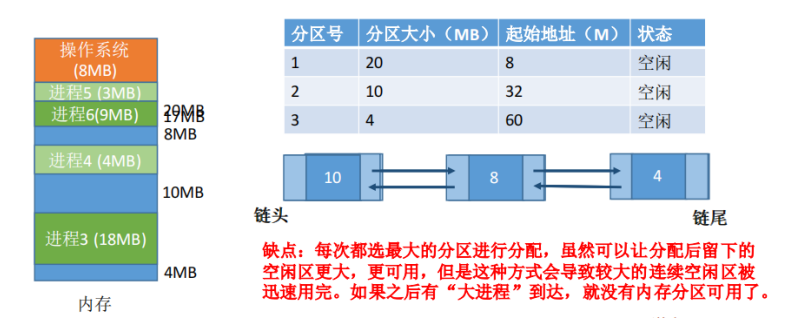 操作系统
(8MB)
进程5 (3MB)
进程6(9MB)
8MB
进程4 (4MB)
10MB
进程3 (18MB)
4MB
内存
分区号 分区大小（MB） 起始地址（M） 状态
1 20 8 空闲
2 10 32 空闲
3 4 60 空闲
10 8 4
链头
链尾
缺点：每次都选最大的分区进行分配，虽然可以让分配后留下的
空闲区更大，更可用，但是这种方式会导致较大的连续空闲区被
迅速用完。如果之后有“大进程”到达，就没有内存分区可用了。